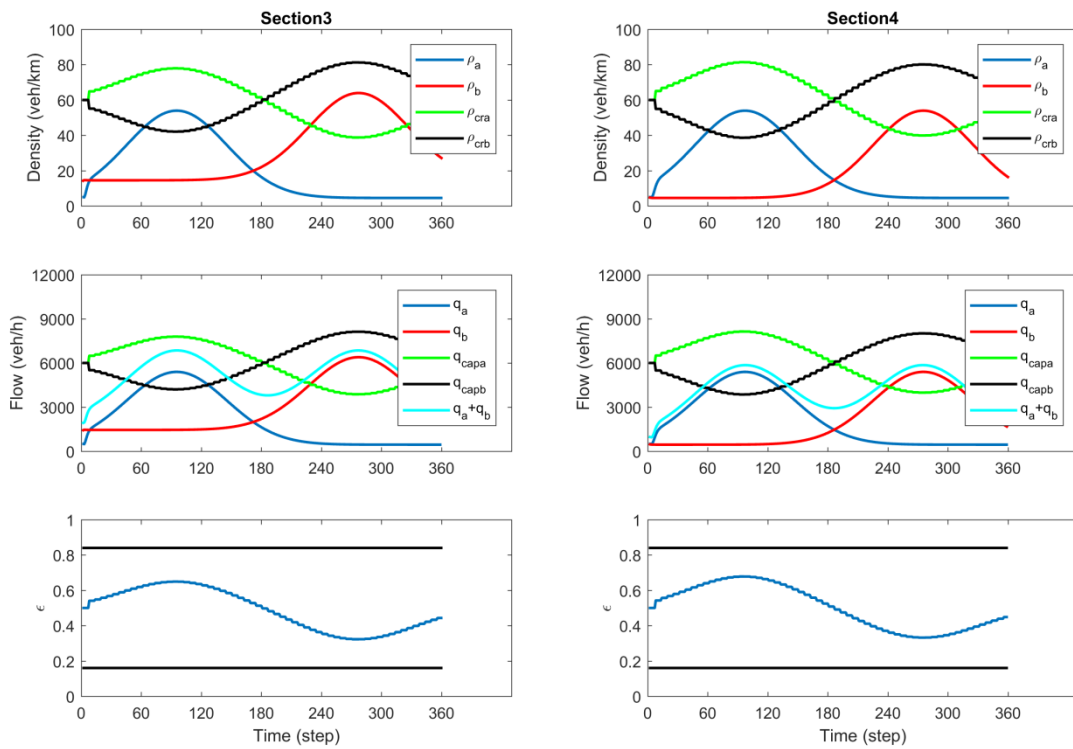 Section3
100
80
60
40
20
0
Density (veh/km)
0 60 120 180 240 300 360
ρa
ρb
ρcra
ρcrb
Section4
100
80
60
40
20
0
Density (veh/km)
0 60 120 180 240 300 360
ρa
ρb
ρcra
ρcrb
12000
9000
6000
3000
0
Flow (veh/h)
0 60 120 180 240 300 360
qa
qb
qcapa
qcapb
qa+qb
12000
9000
6000
3000
0
Flow (veh/h)
0 60 120 180 240 300 360
qa
qb
qcapa
qcapb
qa+qb
1
0.8
0.6
0.4
0.2
0
ϵ
0 60 120 180 240 300 360
Time (step)
1
0.8
0.6
0.4
0.2
0
ϵ
0 60 120 180 240 300 360
Time (step)